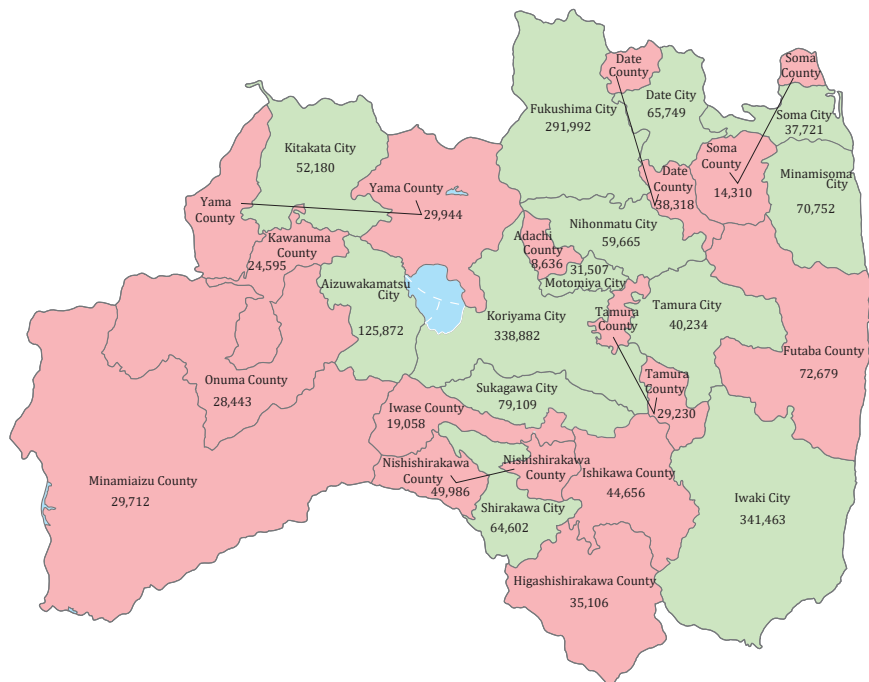 Date
County
Soma
County
Date City
65,749
Fukushima City
291,992
Soma City
37,721
Kitakata City
52,180
Soma
County
14,310
Minamisoma
City
70,752
Date
County
38,318
Yama County
29,944
Yama
County
Nihonmatu City
59,665
Adachi
County
8,636
Kawanuma
County
24,595
31,507
Motomiya City
Aizuwakamatsu
City
125,872
Koriyama City
338,882
Tamura
County
Tamura City
40,234
Futaba County
72,679
Onuma County
28,443
Tamura
County
29,230
Sukagawa City
79,109
Iwase County
19,058
Nishishirakawa
County
49,986
Nishishirakawa
County
Ishikawa County
44,656
Minamiaizu County
29,712
Iwaki City
341,463
Shirakawa City
64,602
Higashishirakawa County
35,106